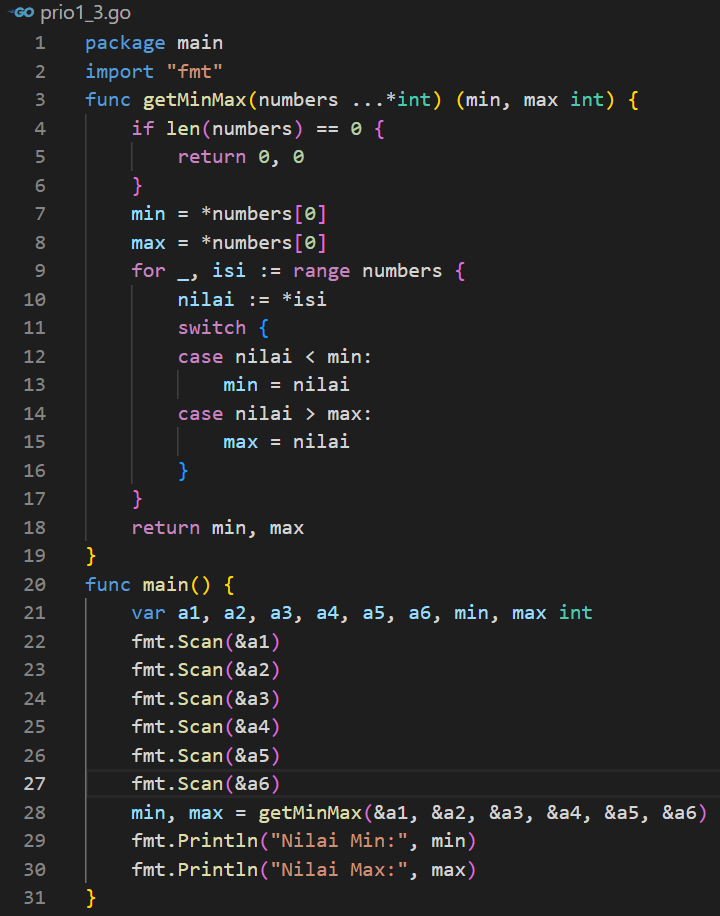 GO prio1_3.go
1 package main
2 import "fmt"
3 func getMinMax(numbers ...*int) (min, max int) {
4     if len(numbers) == 0 {
5         return 0, 0
6     }
7     min = *numbers[0]
8     max = *numbers[0]
9     for _, isi := range numbers {
10         nilai := *isi
11         switch {
12         case nilai < min:
13             min = nilai
14         case nilai > max:
15             max = nilai
16         }
17     }
18     return min, max
19 }
20 func main() {
21     var a1, a2, a3, a4, a5, a6, min, max int
22     fmt.Scan(&a1)
23     fmt.Scan(&a2)
24     fmt.Scan(&a3)
25     fmt.Scan(&a4)
26     fmt.Scan(&a5)
27     fmt.Scan(&a6)
28     min, max = getMinMax(&a1, &a2, &a3, &a4, &a5, &a6)
29     fmt.Println("Nilai Min:", min)
30     fmt.Println("Nilai Max:", max)
31 }